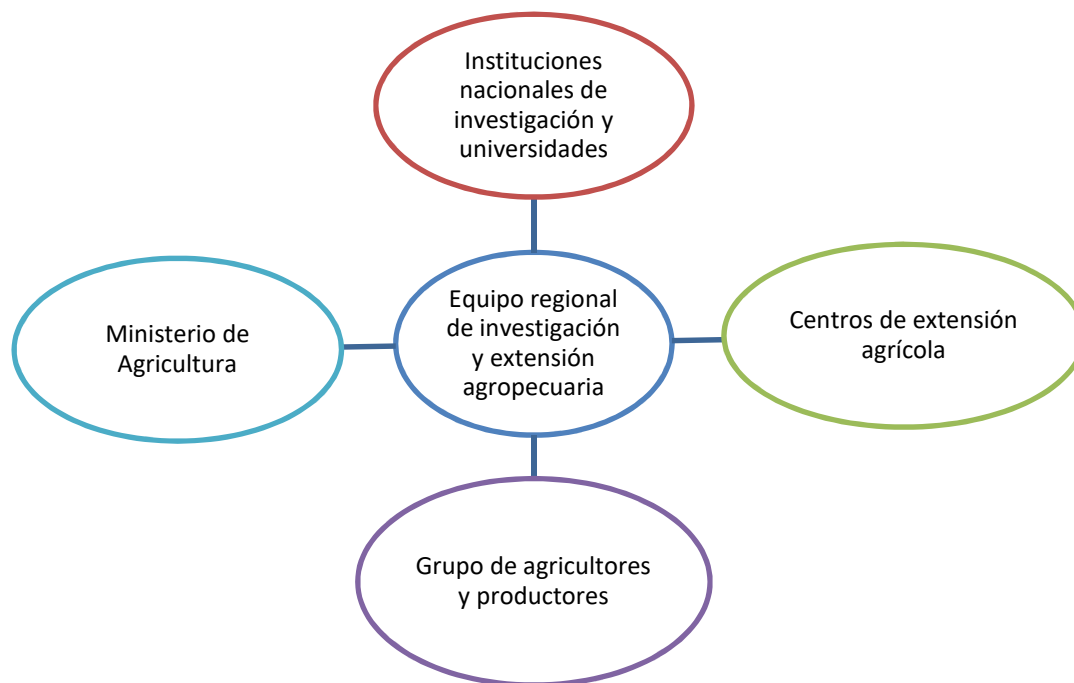 Instituciones
nacionales de
investigación y
universidades
Ministerio de
Agricultura
Equipo regional
de investigación
y extensión
agropecuaria
Centros de extensión
agrícola
Grupo de agricultores
y productores